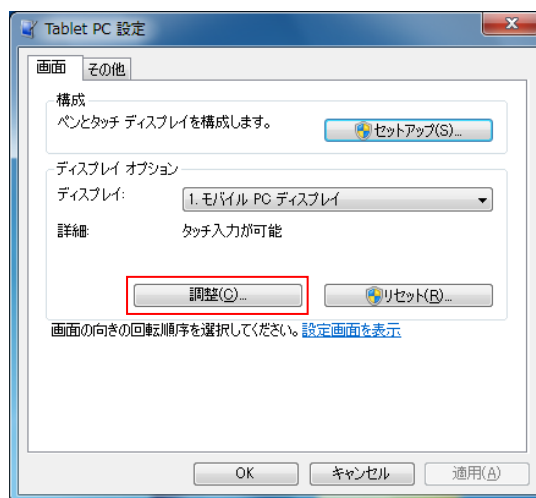 Tablet PC 設定
画面 その他
構成
ペンとタッチ ディスプレイを構成します。 セットアップ(S)...
ディスプレイ オプション
ディスプレイ: 1. モバイル PC ディスプレイ
詳細: タッチ入力が可能
調整(C)... リセット(R)...
画面の向きの回転順序を選択してください。設定画面を表示
OK キャンセル 適用(A)